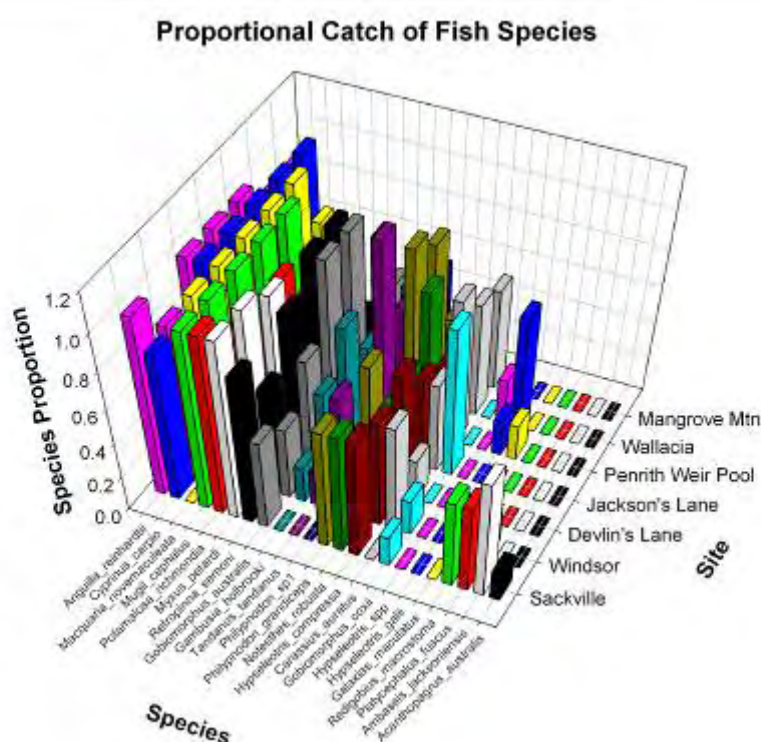 Proportional Catch of Fish Species
Species Proportion
1.2
1.0
0.8
0.6
0.4
0.2
0.0
Mangrove Mtn
Wallacia
Penrith Weir Pool
Jackson's Lane
Devlin's Lane
Windsor
Sackville
Site
Anguilla_reinhardtii
Cyprinus_carpio
Macquaria_novemaculeata
Mugil_cephalus
Potamalosa_richmondia
Myxus_petardi
Retropinna_semoni
Gobiomorphus_australis
Gambusia_holbrooki
Tandanus_tandanus
Philypnodon_sp1
Philypnodon_grandiceps
Notesthes_robusta
Hypseleotris_compressa
Carassius_auratus
Gobiomorphus_coxii
Hypseleotris_spp
Hypseleotris_galii
Galaxias_maculatus
Redigobius_macrostoma
Platycephalus_fuscus
Ambassis_jacksoniensis
Acanthopagrus_australis
Species